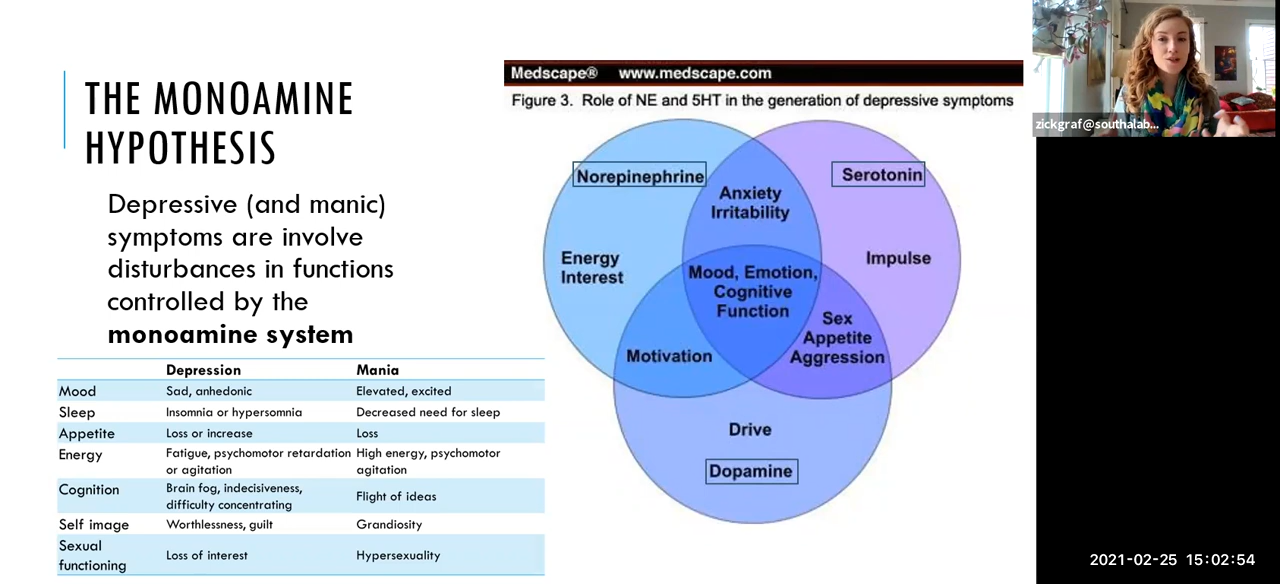 THE MONOAMINE
HYPOTHESIS
Depressive (and manic)
symptoms are involve
disturbances in functions
controlled by the
monoamine system
Depression Mania
Mood Sad, anhedonic Elevated, excited
Sleep Insomnia or hypersomnia Decreased need for sleep
Appetite Loss or increase Loss
Energy Fatigue, psychomotor retardation High energy, psychomotor
or agitation agitation
Cognition Brain fog, indecisiveness,
difficulty concentrating Flight of ideas
Self image Worthlessness, guilt Grandiosity
Sexual
functioning Loss of interest Hypersexuality
Medscape® www.medscape.com
Figure 3. Role of NE and 5HT in the generation of depressive symptoms
Norepinephrine
Serotonin
Anxiety
Irritability
Energy
Interest
Impulse
Mood, Emotion,
Cognitive
Function
Sex
Appetite
Aggression
Motivation
Drive
Dopamine
zickgraf@southalab...
2021-02-25 15:02:54